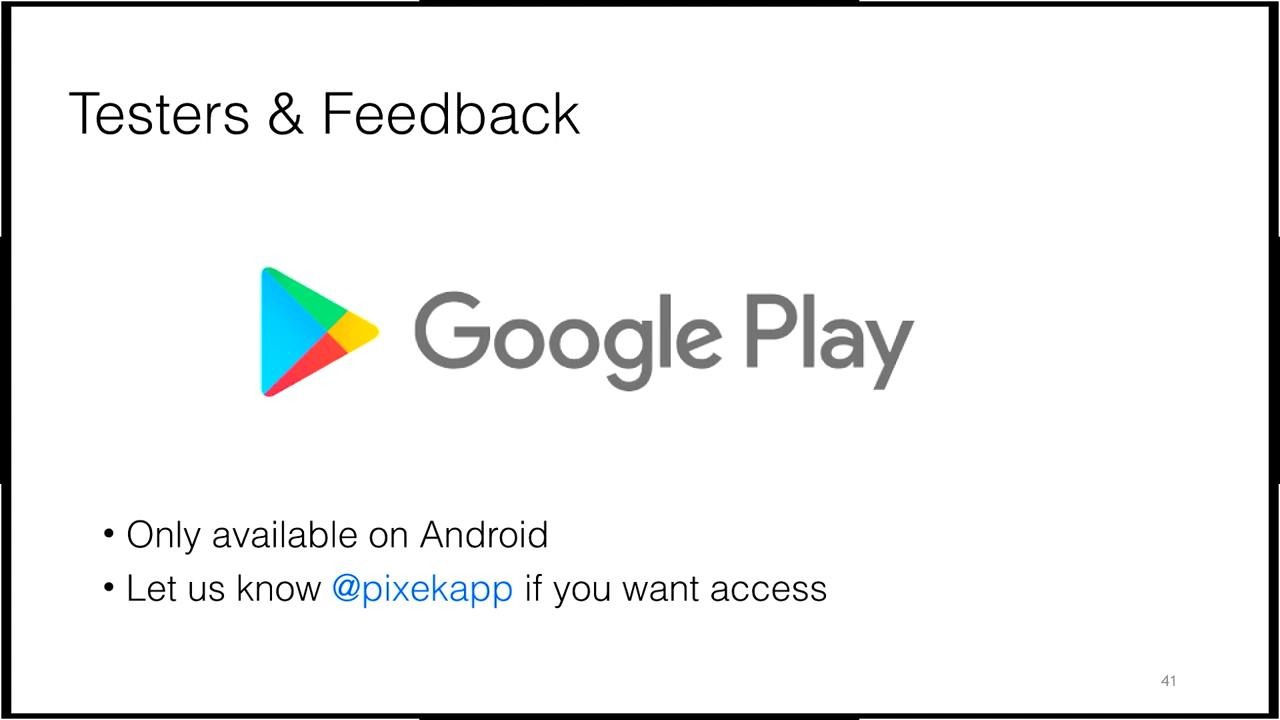 Testers & Feedback
Google Play
• Only available on Android
• Let us know @pixekapp if you want access
41